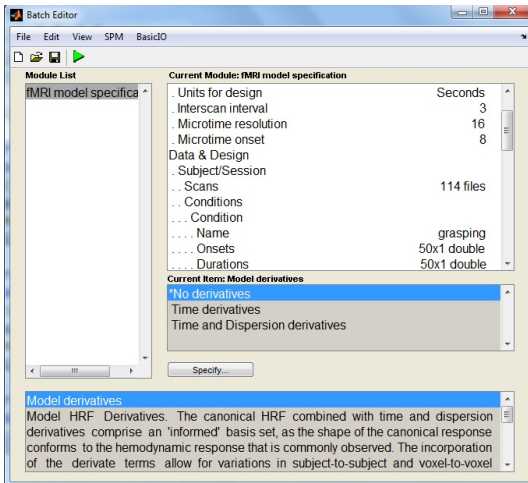 Batch Editor
File Edit View SPM BasicIO
Module List
fMRI model specifica
Current Module: fMRI model specification
. Units for design Seconds
. Interscan interval 3
. Microtime resolution 16
. Microtime onset 8
Data & Design
. Subject/Session
. . Scans 114 files
. . Conditions
. . . Condition
. . . . Name grasping
. . . . Onsets 50x1 double
. . . . Durations 50x1 double
Current Item: Model derivatives
*No derivatives
Time derivatives
Time and Dispersion derivatives
Specify...
Model derivatives
Model HRF Derivatives. The canonical HRF combined with time and dispersion
derivatives comprise an 'informed' basis set, as the shape of the canonical response
conforms to the hemodynamic response that is commonly observed. The incorporation
of the derivate terms allow for variations in subject-to-subject and voxel-to-voxel